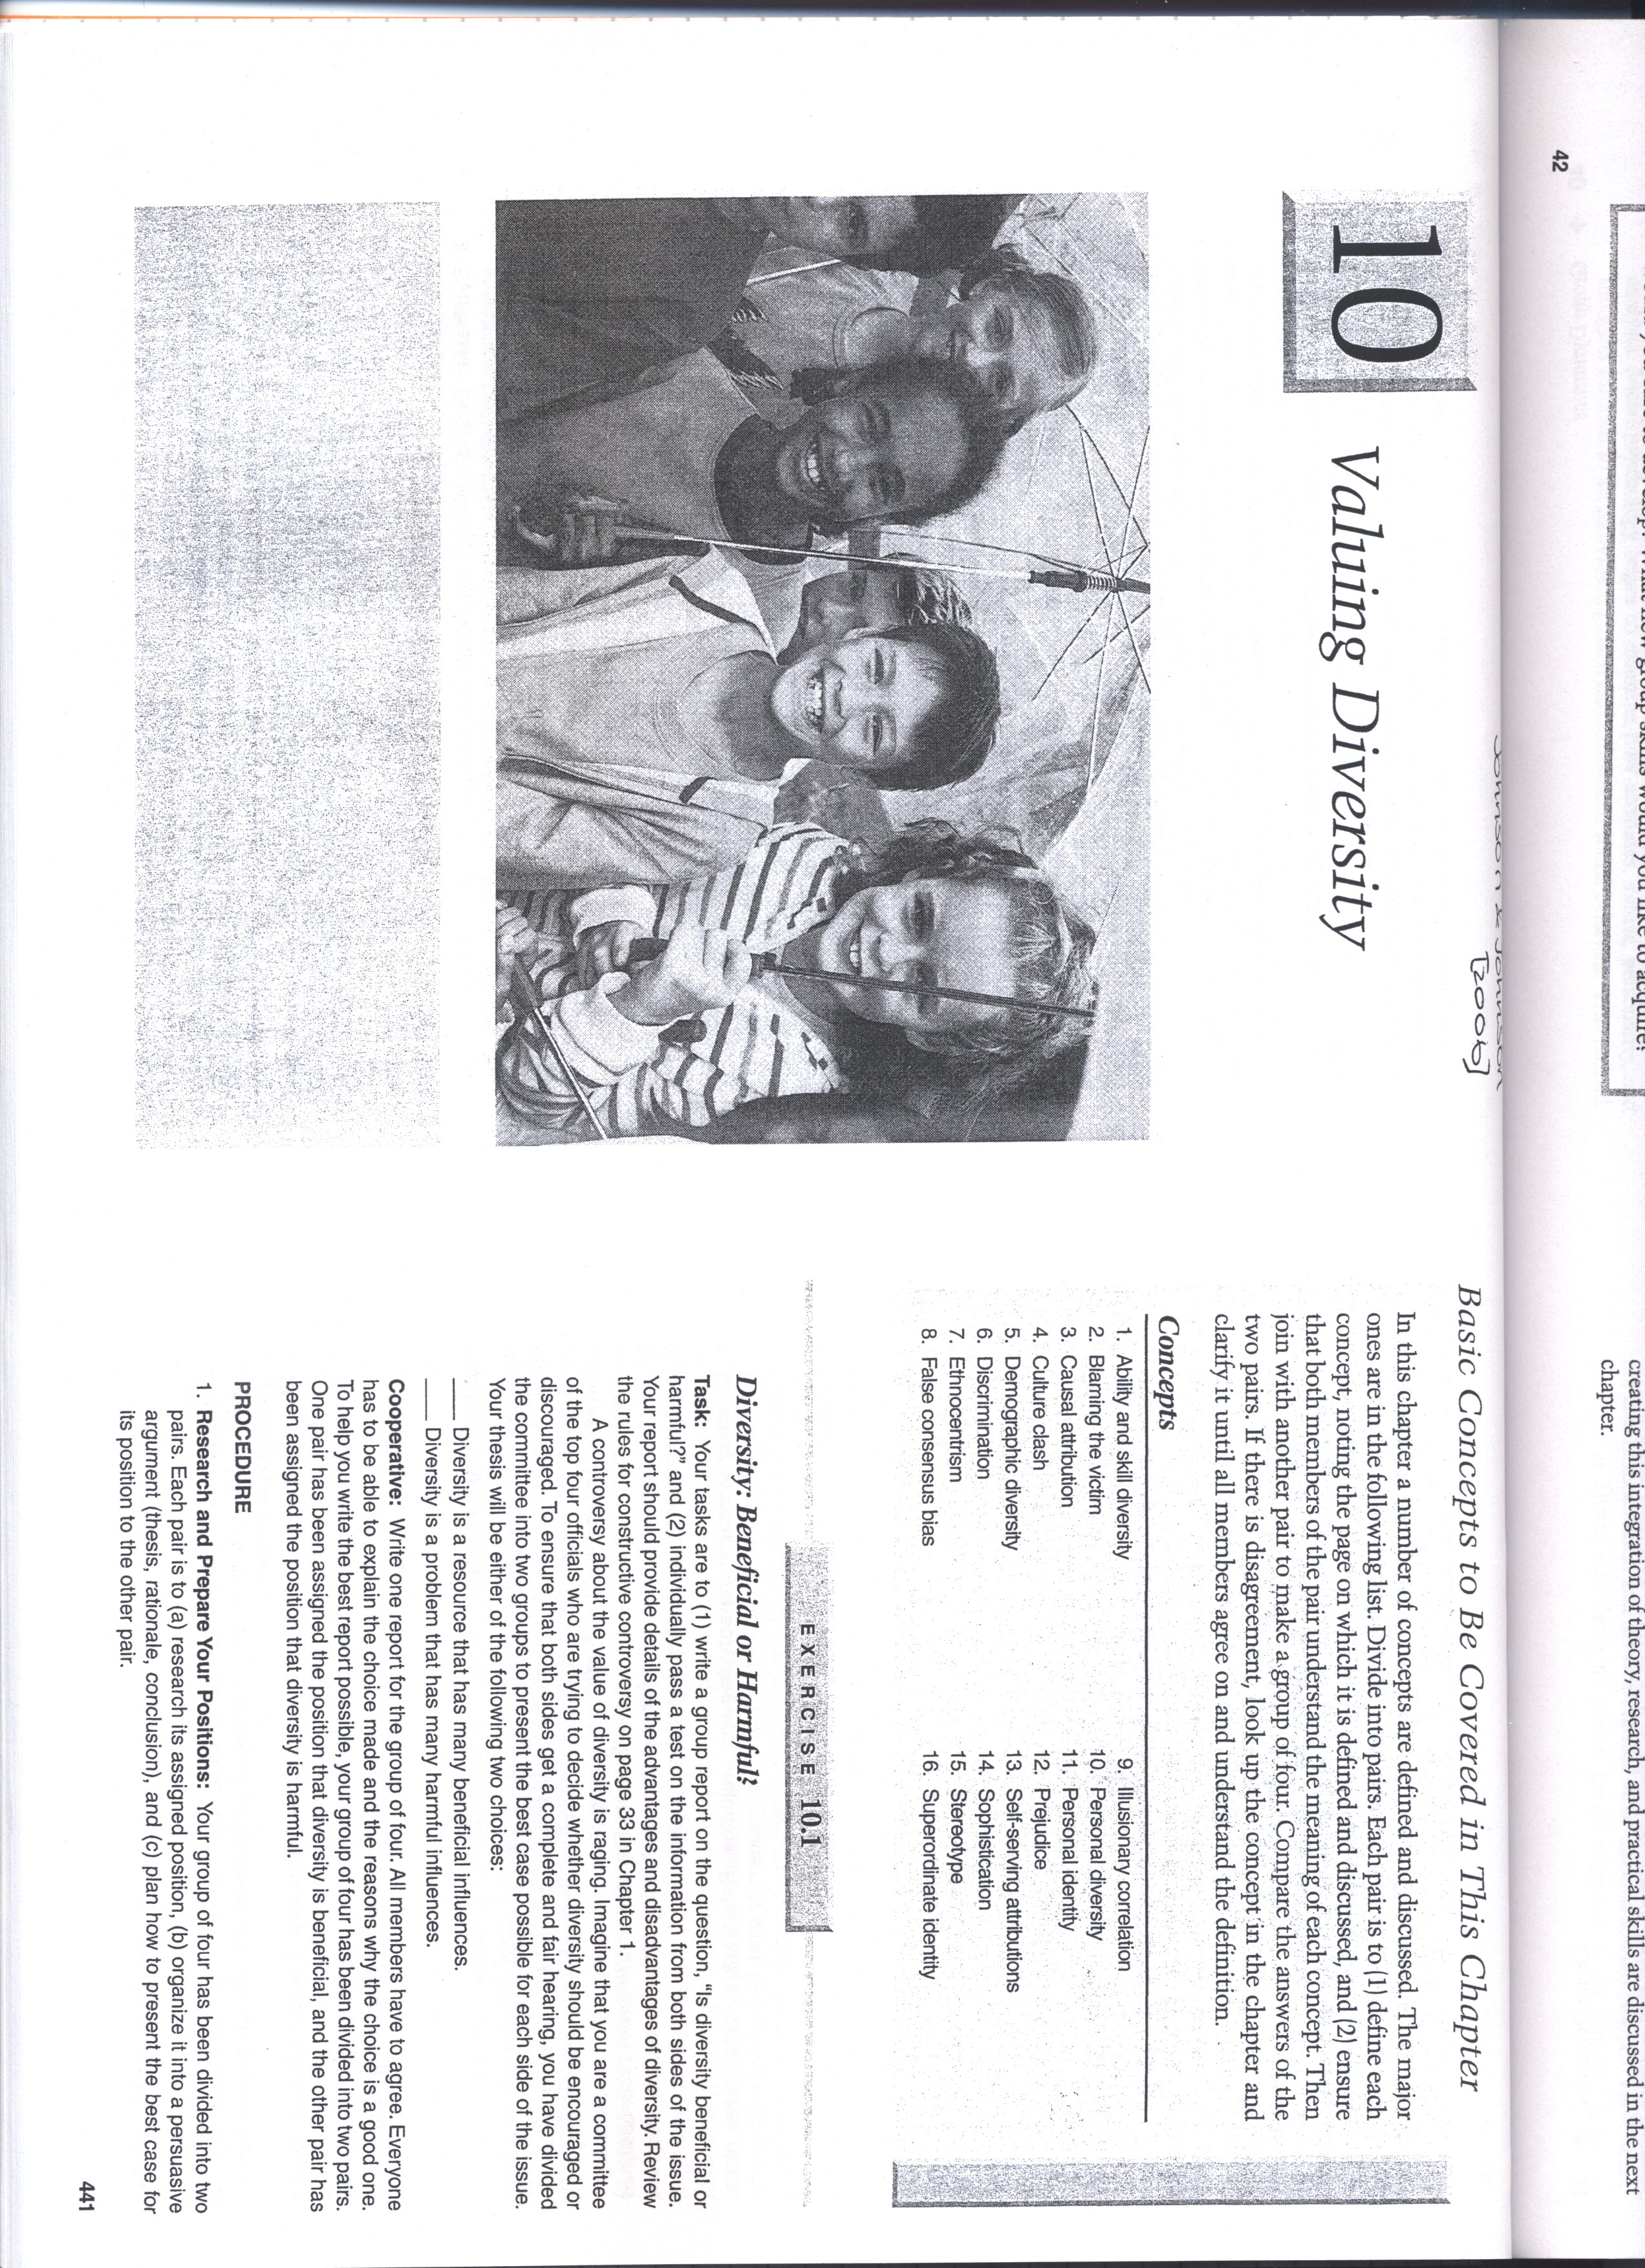 42
creating this integration of theory, research, and practical skills are discussed in the next
chapter.
Johnson & Johnson
[2006]
10
Valuing Diversity
Basic Concepts to Be Covered in This Chapter
In this chapter a number of concepts are defined and discussed. The major
ones are in the following list. Divide into pairs. Each pair is to (1) define each
concept, noting the page on which it is defined and discussed, and (2) ensure
that both members of the pair understand the meaning of each concept. Then
join with another pair to make a group of four. Compare the answers of the
two pairs. If there is disagreement, look up the concept in the chapter and
clarify it until all members agree on and understand the definition.
Concepts
1. Ability and skill diversity
2. Blaming the victim
3. Causal attribution
4. Culture clash
5. Demographic diversity
6. Discrimination
7. Ethnocentrism
8. False consensus bias
9. Illusionary correlation
10. Personal diversity
11. Personal identity
12. Prejudice
13. Self-serving attributions
14. Sophistication
15. Stereotype
16. Superordinate identity
EXERCISE 10.1
Diversity: Beneficial or Harmful?
Task: Your tasks are to (1) write a group report on the question, “Is diversity beneficial or
harmful?” and (2) individually pass a test on the information from both sides of the issue.
Your report should provide details of the advantages and disadvantages of diversity. Review
the rules for constructive controversy on page 33 in Chapter 1.
A controversy about the value of diversity is raging. Imagine that you are a committee
of the top four officials who are trying to decide whether diversity should be encouraged or
discouraged. To ensure that both sides get a complete and fair hearing, you have divided
the committee into two groups to present the best case possible for each side of the issue.
Your thesis will be either of the following two choices:
____ Diversity is a resource that has many beneficial influences.
____ Diversity is a problem that has many harmful influences.
Cooperative: Write one report for the group of four. All members have to agree. Everyone
has to be able to explain the choice made and the reasons why the choice is a good one.
To help you write the best report possible, your group of four has been divided into two pairs.
One pair has been assigned the position that diversity is beneficial, and the other pair has
been assigned the position that diversity is harmful.
PROCEDURE
1. Research and Prepare Your Positions: Your group of four has been divided into two
pairs. Each pair is to (a) research its assigned position, (b) organize it into a persuasive
argument (thesis, rationale, conclusion), and (c) plan how to present the best case for
its position to the other pair.
441